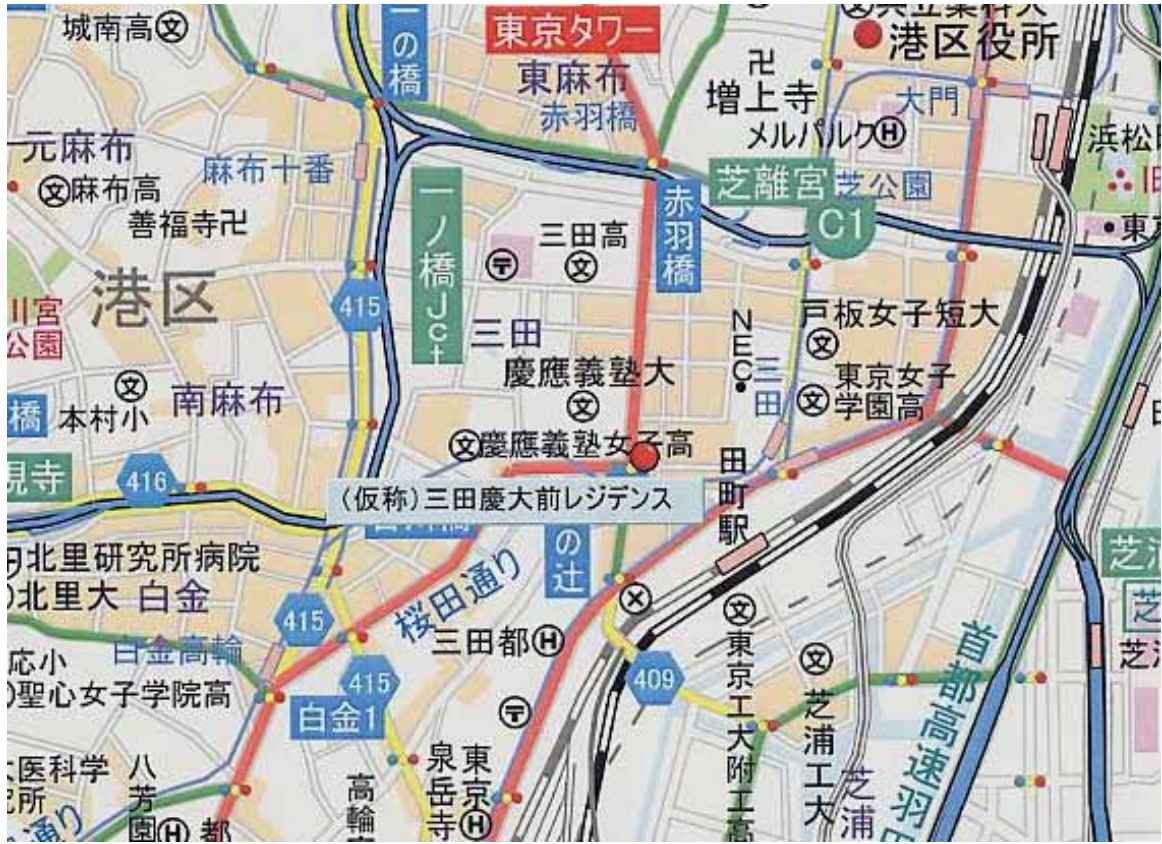 城南高
一の橋
東京タワー
東麻布
赤羽橋
卍
増上寺
メルパルクⒽ
港区役所
大門
元麻布
麻布高
善福寺卍
麻布十番
一ノ橋Jct
三田高
赤羽橋
芝離宮
芝公園
C1
港区
415
三田
NEC
三田
戸板女子短大
慶應義塾大
東京女子
学園高
南麻布
本村小
慶應義塾女子高
416
(仮称)三田慶大前レジデンス
田町駅
の辻
北里研究所病院
北里大
白金
415
桜田通り
三田都Ⓗ
白金高輪
聖心女子学院高
415
白金1
409
東京工大附工高
芝浦工大
芝浦
首都高速羽田
八芳園Ⓗ
都
泉岳寺
東京Ⓗ
高輪